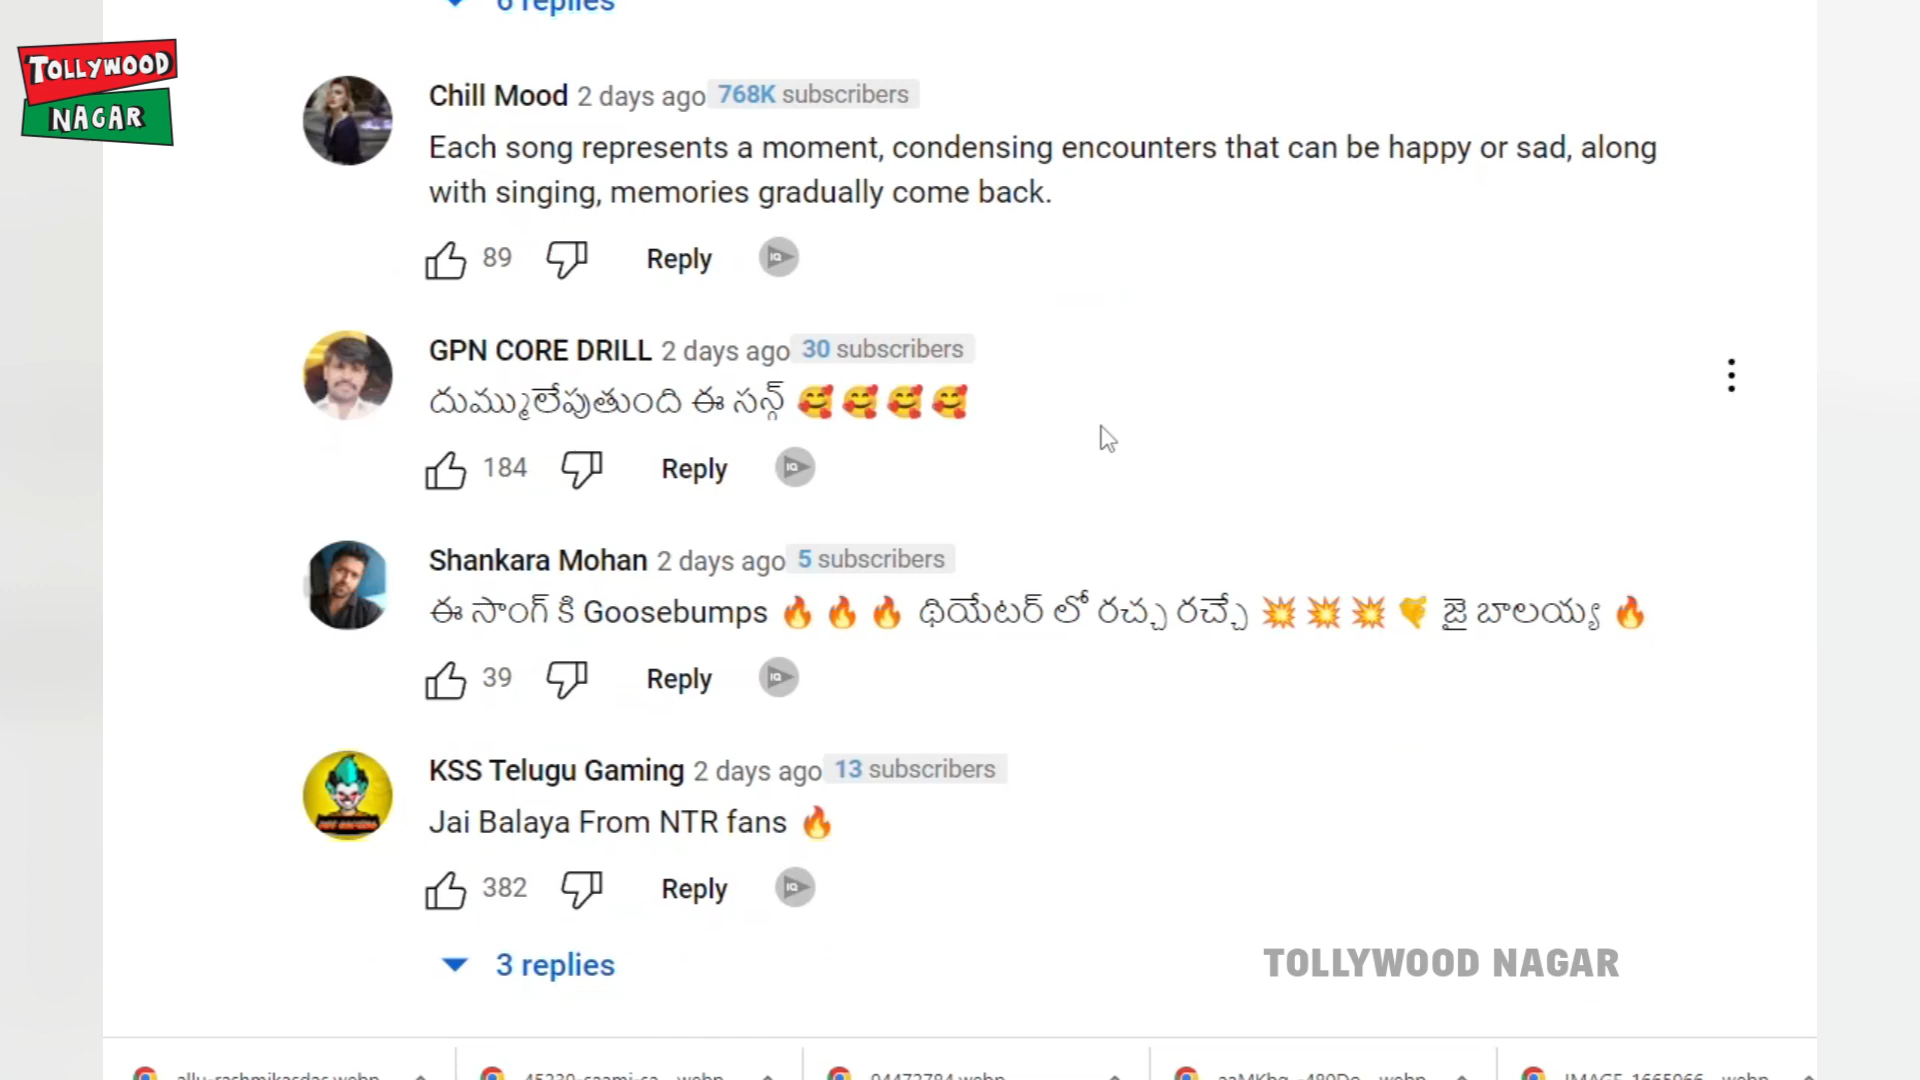 6 replies
TOLLYWOOD
NAGAR
Chill Mood 2 days ago 768K subscribers
Each song represents a moment, condensing encounters that can be happy or sad, along
with singing, memories gradually come back.
89 Reply
GPN CORE DRILL 2 days ago 30 subscribers
దుమ్ములేపుతుంది ఈ సన్గ్ 🥰 🥰 🥰 🥰
184 Reply
Shankara Mohan 2 days ago 5 subscribers
ఈ సాంగ్ కి Goosebumps 🔥 🔥 🔥 థియేటర్ లో రచ్చ రచ్చే 💥 💥 💥 🤙 జై బాలయ్య 🔥
39 Reply
KSS Telugu Gaming 2 days ago 13 subscribers
Jai Balaya From NTR fans 🔥
382 Reply
3 replies
TOLLYWOOD NAGAR